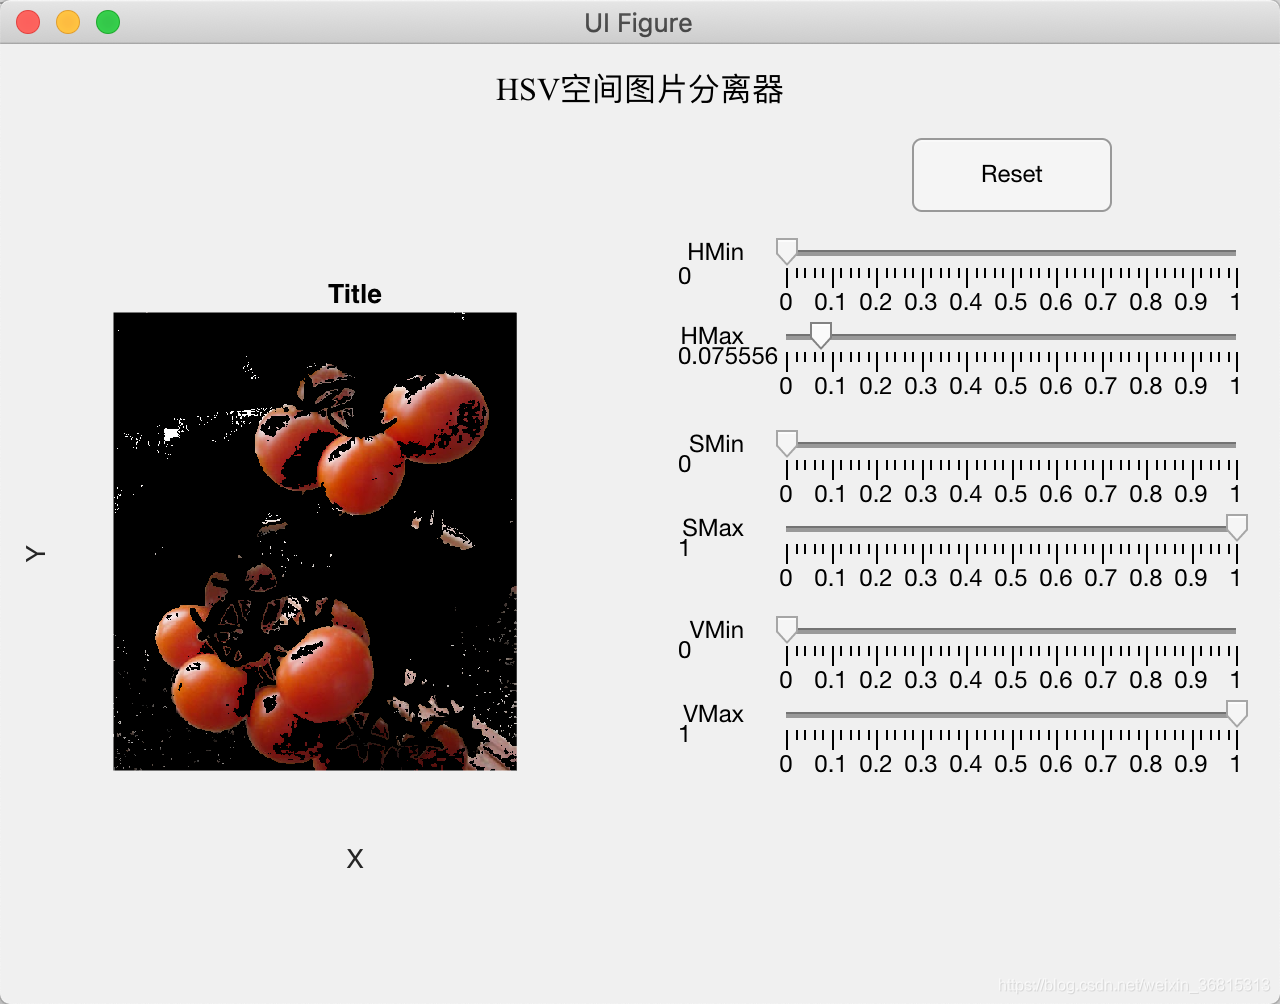 UI Figure
HSV空间图片分离器
Reset
Title
Y
X
HMin
0
0 0.1 0.2 0.3 0.4 0.5 0.6 0.7 0.8 0.9 1
HMax
0.075556
0 0.1 0.2 0.3 0.4 0.5 0.6 0.7 0.8 0.9 1
SMin
0
0 0.1 0.2 0.3 0.4 0.5 0.6 0.7 0.8 0.9 1
SMax
1
0 0.1 0.2 0.3 0.4 0.5 0.6 0.7 0.8 0.9 1
VMin
0
0 0.1 0.2 0.3 0.4 0.5 0.6 0.7 0.8 0.9 1
VMax
1
0 0.1 0.2 0.3 0.4 0.5 0.6 0.7 0.8 0.9 1
https://blog.csdn.net/weixin_36815313